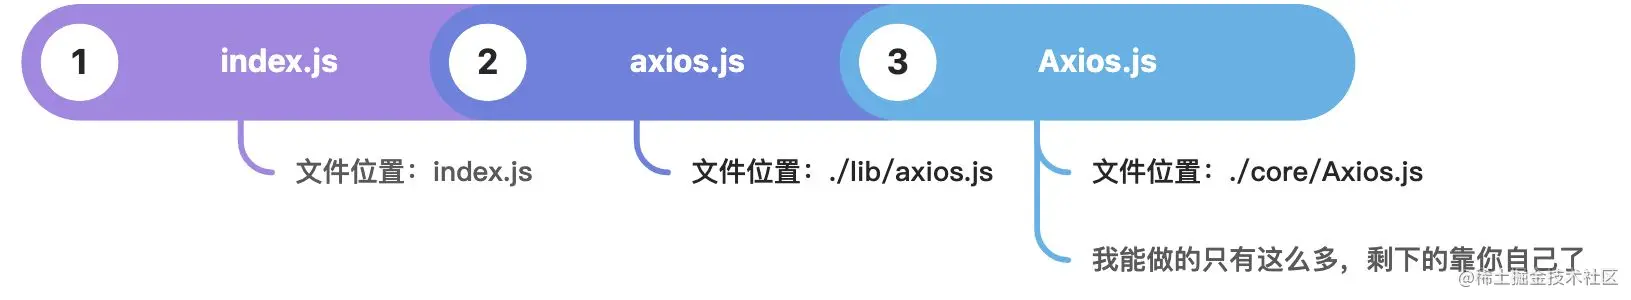 1 index.js 2 axios.js 3 Axios.js
文件位置：index.js 文件位置：./lib/axios.js 文件位置：./core/Axios.js
我能做的只有这么多，剩下的靠你自己了
@稀土掘金技术社区